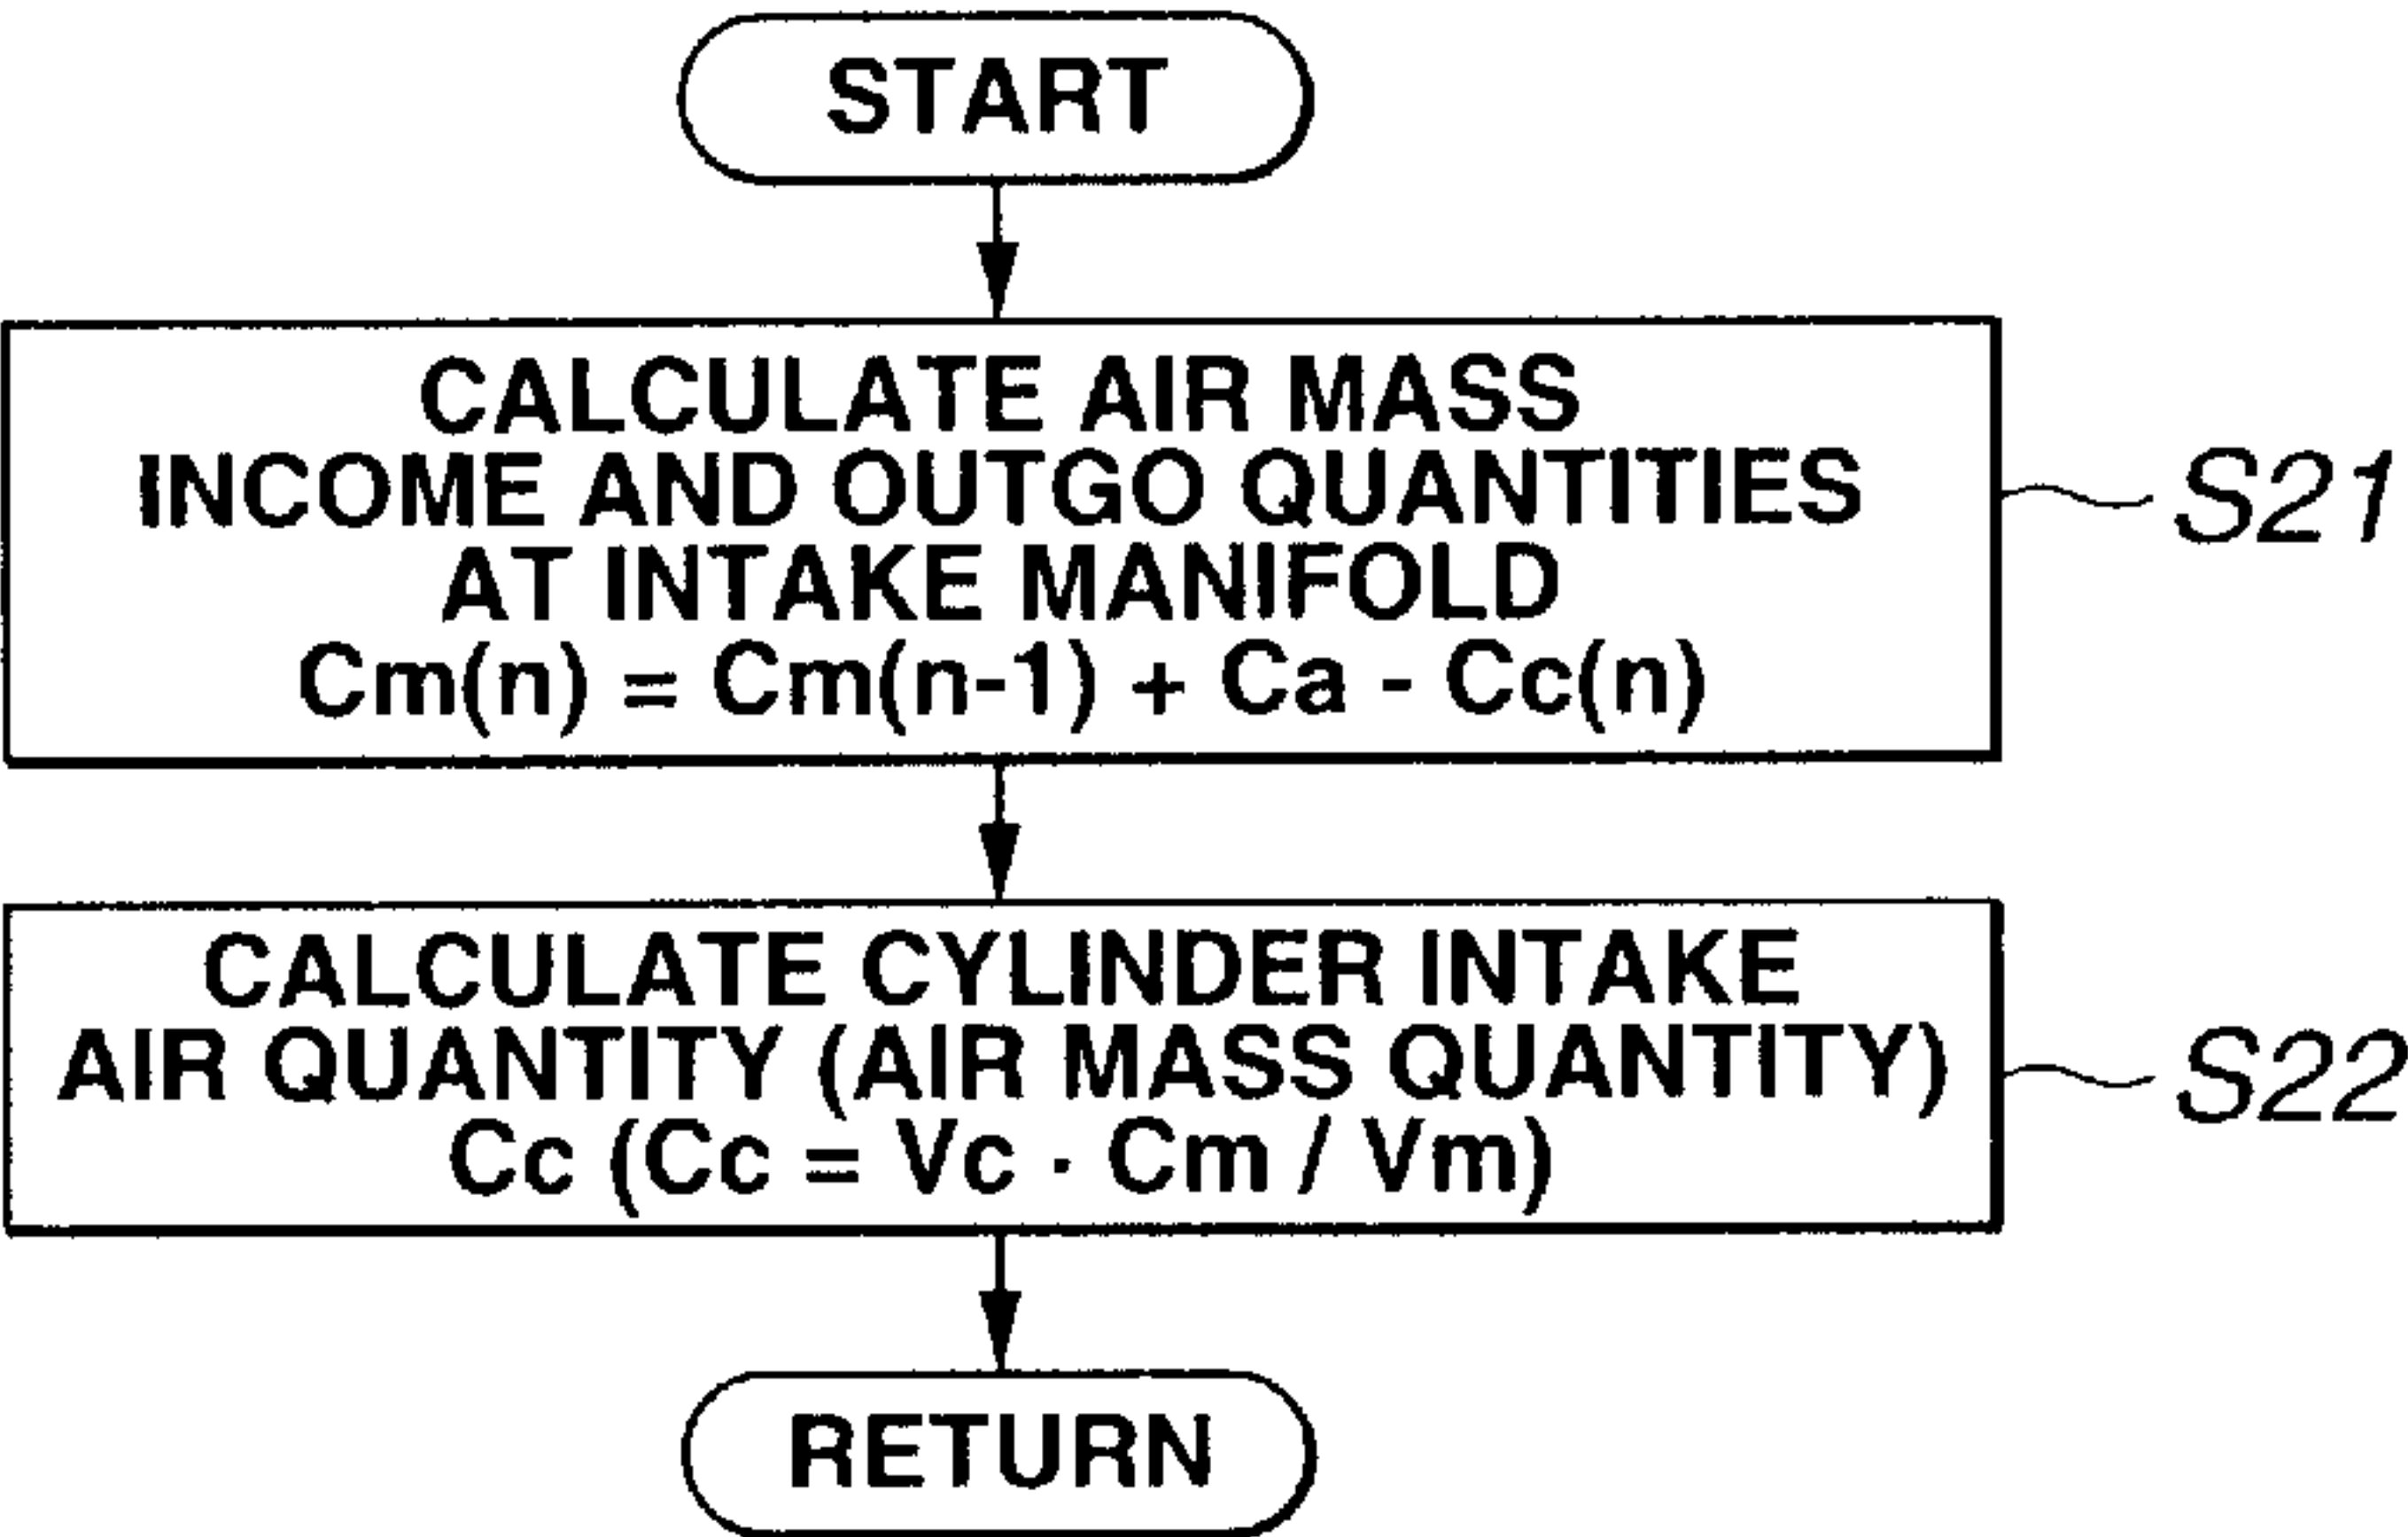 START
CALCULATE AIR MASS
INCOME AND OUTGO QUANTITIES
AT INTAKE MANIFOLD
Cm(n) = Cm(n-1) + Ca - Cc(n)
S21
CALCULATE CYLINDER INTAKE
AIR QUANTITY (AIR MASS QUANTITY)
Cc (Cc = Vc · Cm / Vm)
S22
RETURN